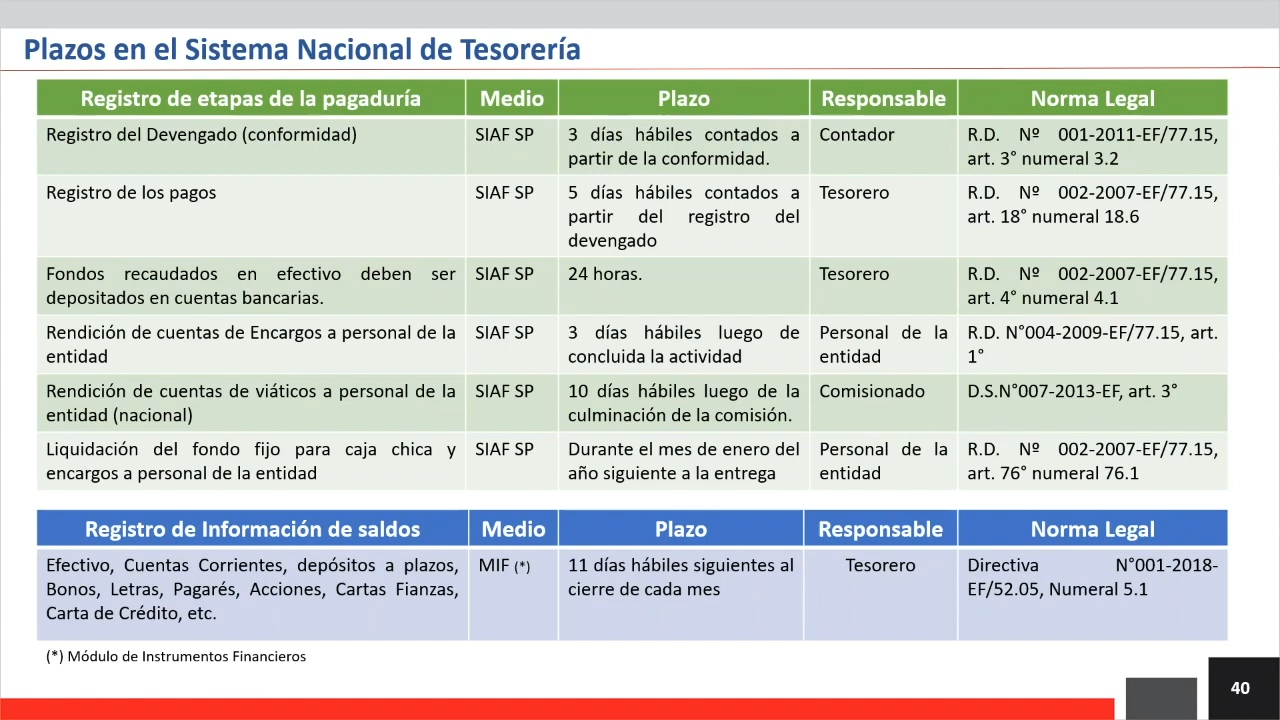 Plazos en el Sistema Nacional de Tesorería
Registro de etapas de la pagaduría Medio Plazo Responsable Norma Legal
Registro del Devengado (conformidad) SIAF SP 3 días hábiles contados a Contador R.D. Nº 001-2011-EF/77.15,
partir de la conformidad. art. 3° numeral 3.2
Registro de los pagos SIAF SP 5 días hábiles contados a Tesorero R.D. Nº 002-2007-EF/77.15,
partir del registro del art. 18° numeral 18.6
devengado
Fondos recaudados en efectivo deben ser SIAF SP 24 horas. Tesorero R.D. Nº 002-2007-EF/77.15,
depositados en cuentas bancarias. art. 4° numeral 4.1
Rendición de cuentas de Encargos a personal de la SIAF SP 3 días hábiles luego de Personal de la R.D. N°004-2009-EF/77.15, art.
entidad concluida la actividad entidad 1°
Rendición de cuentas de viáticos a personal de la SIAF SP 10 días hábiles luego de la Comisionado D.S.N°007-2013-EF, art. 3°
entidad (nacional) culminación de la comisión.
Liquidación del fondo fijo para caja chica y SIAF SP Durante el mes de enero del Personal de la R.D. Nº 002-2007-EF/77.15,
encargos a personal de la entidad año siguiente a la entrega entidad art. 76° numeral 76.1
Registro de Información de saldos Medio Plazo Responsable Norma Legal
Efectivo, Cuentas Corrientes, depósitos a plazos, MIF (*) 11 días hábiles siguientes al Tesorero Directiva N°001-2018-
Bonos, Letras, Pagarés, Acciones, Cartas Fianzas, cierre de cada mes EF/52.05, Numeral 5.1
Carta de Crédito, etc.
(*) Módulo de Instrumentos Financieros
40